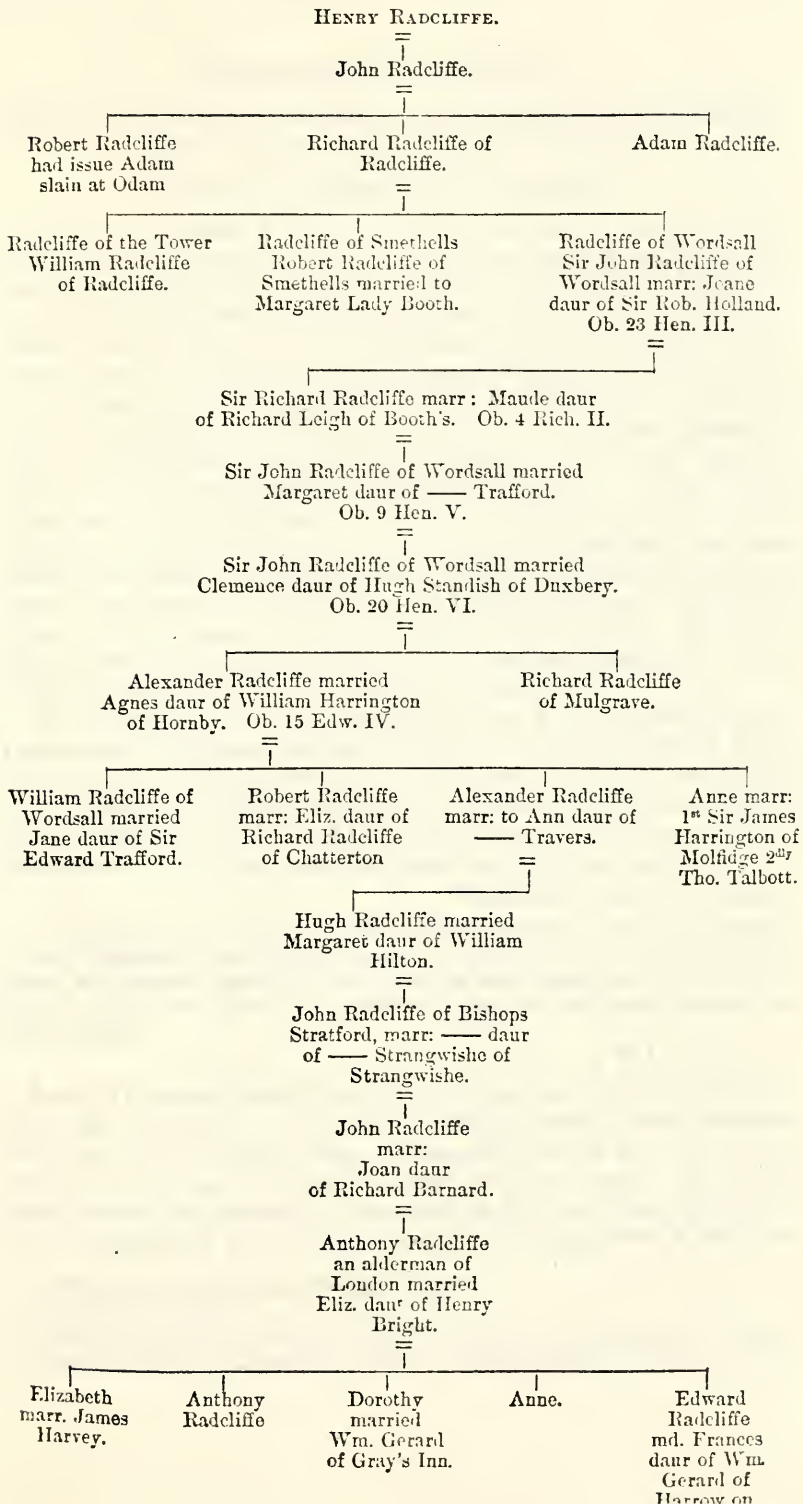 HENRY RADCLIFFE.
John Radcliffe.
Robert Radcliffe
had issue Adam
slain at Odam
Richard Radcliffe of
Radcliffe.
Adam Radcliffe.
Radcliffe of the Tower
William Radcliffe
of Radcliffe.
Radcliffe of Smethells
Robert Radcliffe of
Smethells married to
Margaret Lady Booth.
Radcliffe of Wordsall
Sir John Radcliffe of
Wordsall marr: Jeane
daur of Sir Rob. Holland.
Ob. 23 Hen. III.
Sir Richard Radcliffe marr: Maude daur
of Richard Leigh of Booth's. Ob. 4 Rich. II.
Sir John Radcliffe of Wordsall married
Margaret daur of —— Trafford.
Ob. 9 Hen. V.
Sir John Radcliffe of Wordsall married
Clemence daur of Hugh Standish of Duxbery.
Ob. 20 Hen. VI.
Alexander Radcliffe married
Agnes daur of William Harrington
of Hornby. Ob. 15 Edw. IV.
Richard Radcliffe
of Mulgrave.
William Radcliffe of
Wordsall married
Jane daur of Sir
Edward Trafford.
Robert Radcliffe
marr: Eliz. daur of
Richard Radcliffe
of Chatterton
Alexander Radcliffe
marr: to Ann daur of
—— Travers.
Anne marr:
1st Sir James
Harrington of
Molfidge 2dly
Tho. Talbott.
Hugh Radcliffe married
Margaret daur of William
Hilton.
John Radcliffe of Bishops
Stratford, marr: —— daur
of —— Strangwishe of
Strangwishe.
John Radcliffe
marr:
Joan daur
of Richard Barnard.
Anthony Radcliffe
an alderman of
London married
Eliz. daur of Henry
Bright.
Elizabeth
marr. James
Harvey.
Anthony
Radcliffe
Dorothy
married
Wm. Gerard
of Gray's Inn.
Anne.
Edward
Radcliffe
md. Frances
daur of Wm.
Gerard of
Harrow on